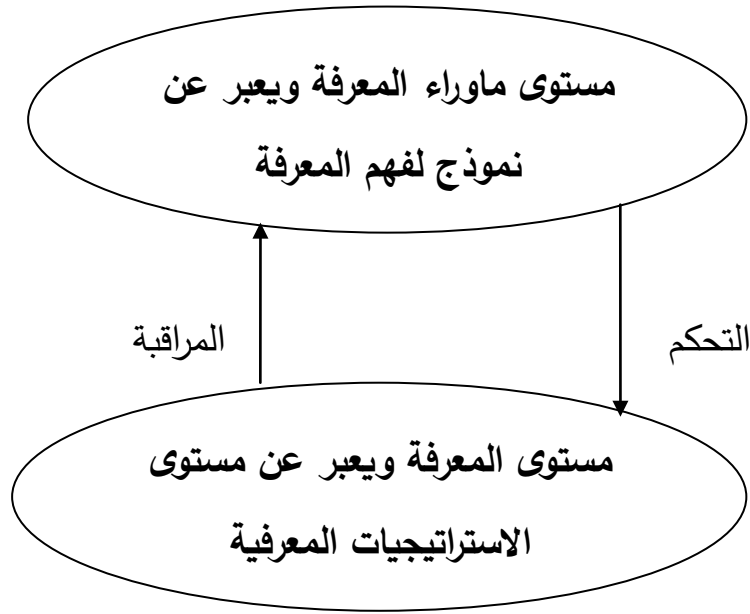 مستوى ماوراء المعرفة ويعبر عن
نموذج لفهم المعرفة
التحكم
المراقبة
مستوى المعرفة ويعبر عن مستوى
الاستراتيجيات المعرفية